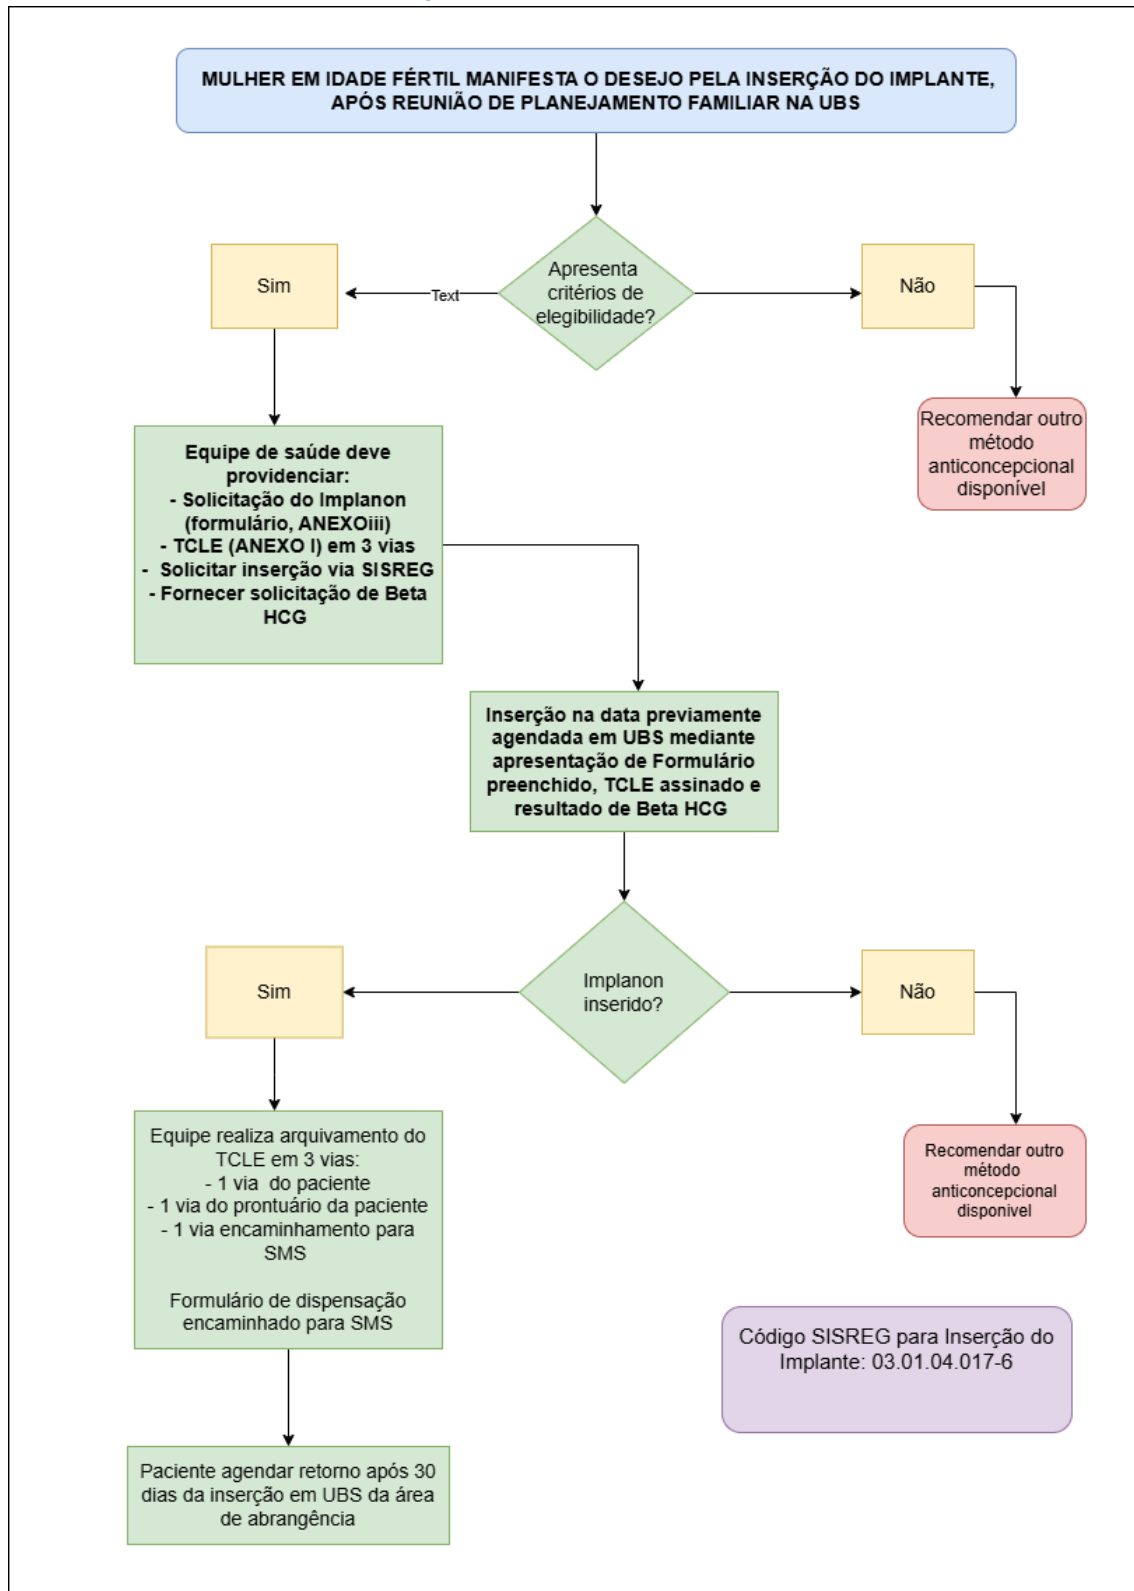 MULHER EM IDADE FÉRTIL MANIFESTA O DESEJO PELA INSERÇÃO DO IMPLANTE,
APÓS REUNIÃO DE PLANEJAMENTO FAMILIAR NA UBS
Apresenta
critérios de
elegibilidade?
Sim
Text
Não
Recomendar outro
método
anticoncepcional
disponível
Equipe de saúde deve
providenciar:
- Solicitação do Implanon
(formulário, ANEXOiii)
- TCLE (ANEXO I) em 3 vias
- Solicitar inserção via SISREG
- Fornecer solicitação de Beta
HCG
Inserção na data previamente
agendada em UBS mediante
apresentação de Formulário
preenchido, TCLE assinado e
resultado de Beta HCG
Implanon
inserido?
Sim
Não
Equipe realiza arquivamento do
TCLE em 3 vias:
- 1 via do paciente
- 1 via do prontuário da paciente
- 1 via encaminhamento para
SMS
Formulário de dispensação
encaminhado para SMS
Recomendar outro
método
anticoncepcional
disponivel
Código SISREG para Inserção do
Implante: 03.01.04.017-6
Paciente agendar retorno após 30
dias da inserção em UBS da área
de abrangência